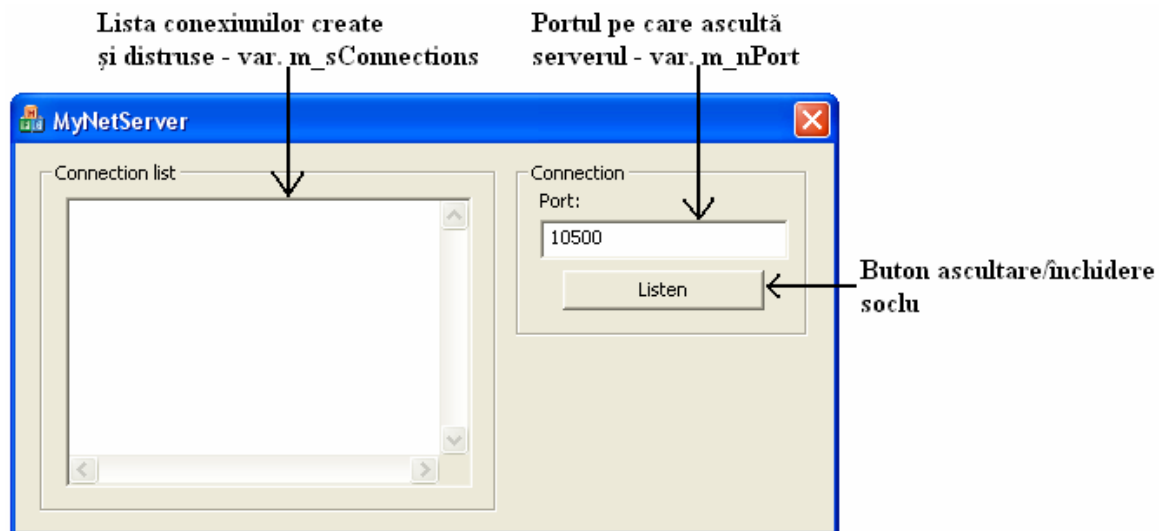 Lista conexiunilor create
și distruse - var. m_sConnections
Portul pe care ascultă
serverul - var. m_nPort
MyNetServer
Connection list
Connection
Port:
10500
Listen
Buton ascultare/închidere
soclu